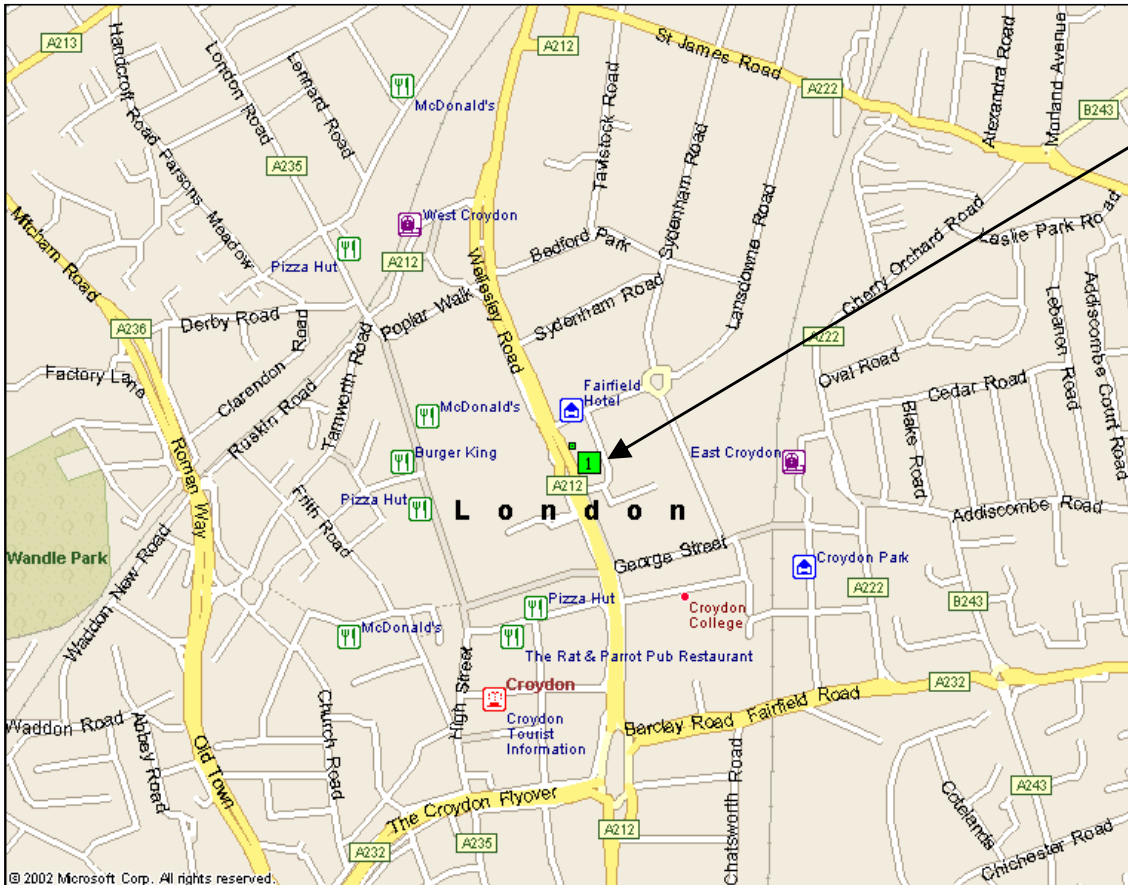 A213
A212
St James Road
Handcroft Road
London Road
Lennard Road
McDonald's
Tavistock Road
A222
Alexandra Road
Morland Avenue
B243
A235
Parsons Meadow
Sydenham Road
Mitcham Road
West Croydon
Bedford Park
Lansdowne Road
Cherry Orchard Road
Leslie Park Road
Pizza Hut
A212
Wellesley Road
Poplar Walk
Sydenham Road
Lebanon Road
Addiscombe Court Road
A236
Derby Road
Clarendon Road
Tamworth Road
A222
Oval Road
Factory Lane
Ruskin Road
Fairfield
Hotel
Cedar Road
Blake Road
McDonald's
Roman Way
Burger King
1
East Croydon
A212
Pizza Hut
Frith Road
London
Addiscombe Road
Wandle Park
Waddon New Road
George Street
Croydon Park
A222
B243
Pizza Hut
Croydon
College
McDonald's
The Rat & Parrot Pub Restaurant
High Street
Croydon
A232
Barclay Road
Fairfield Road
Waddon Road
Abbey Road
Church Road
Croydon
Tourist
Information
Old Town
The Croydon Flyover
Chatsworth Road
A243
Cotelands
A232
A235
A212
Chichester Road
© 2002 Microsoft Corp. All rights reserved.